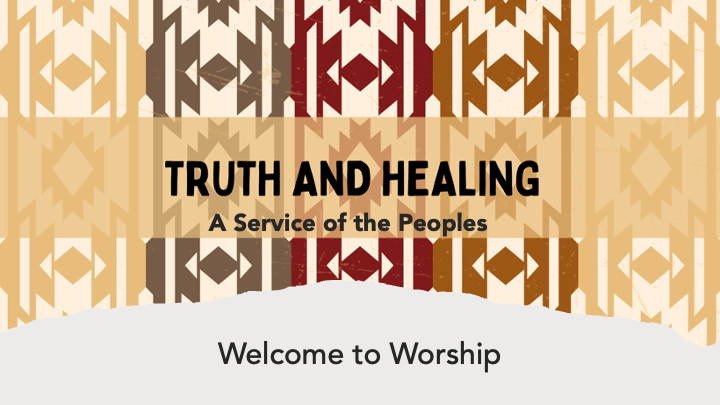 TRUTH AND HEALING
A Service of the Peoples
Welcome to Worship